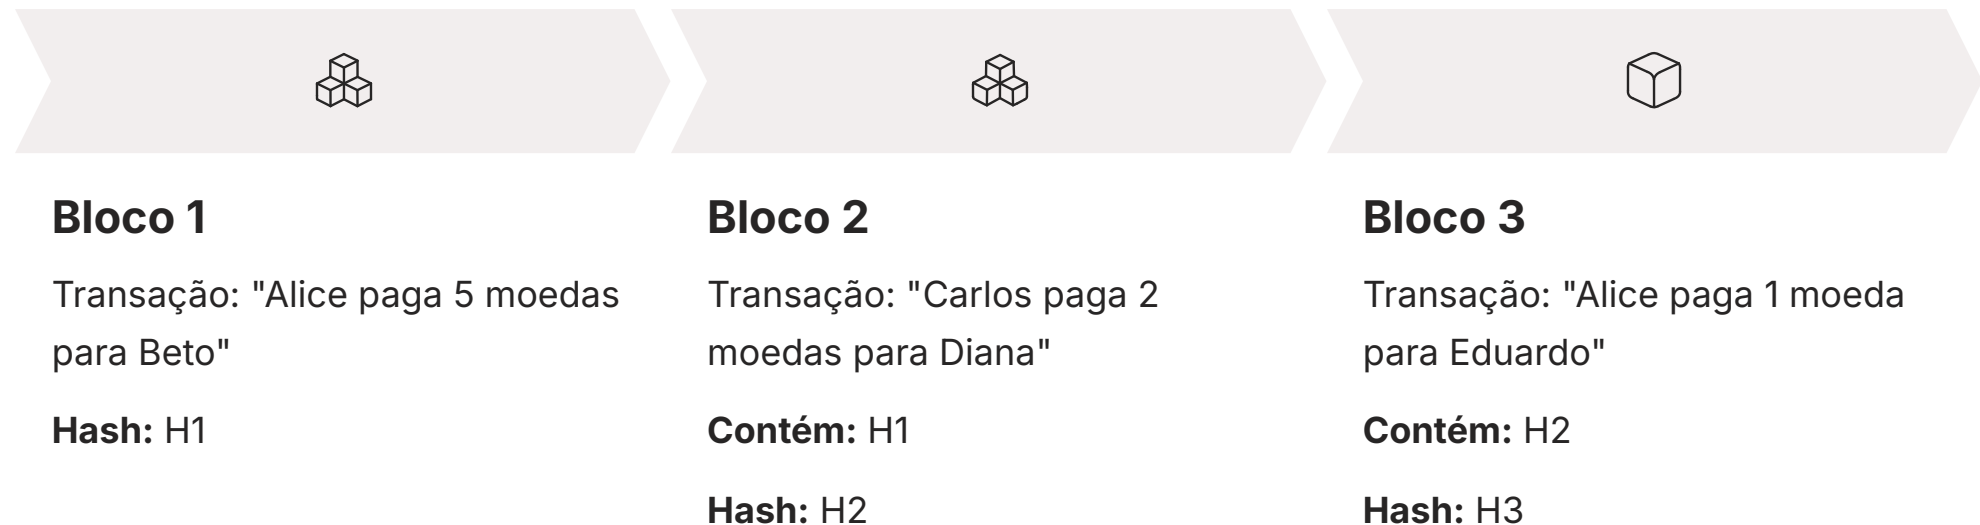 Bloco 1
Transação: "Alice paga 5 moedas
para Beto"
Hash: H1
Bloco 2
Transação: "Carlos paga 2
moedas para Diana"
Contém: H1
Hash: H2
Bloco 3
Transação: "Alice paga 1 moeda
para Eduardo"
Contém: H2
Hash: H3